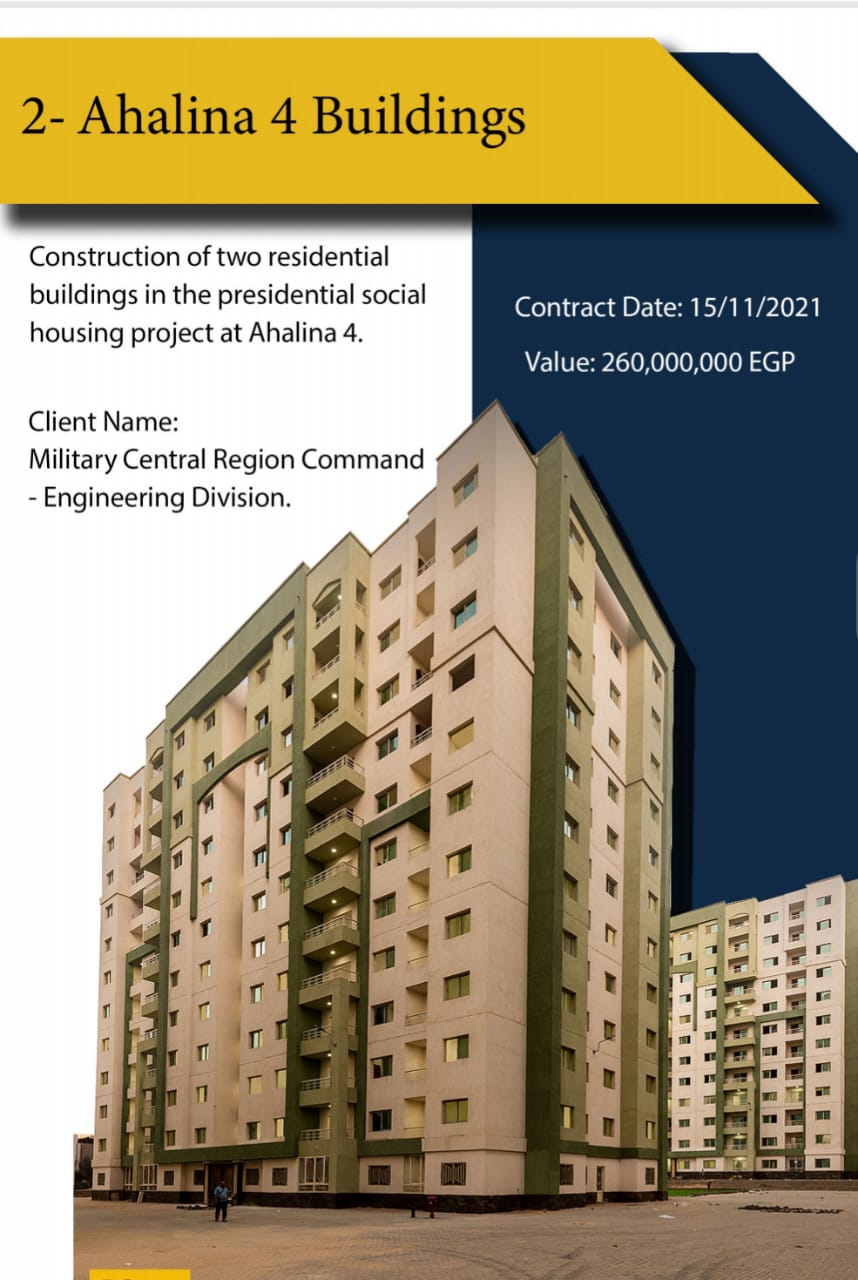 2- Ahalina 4 Buildings
Construction of two residential
buildings in the presidential social
housing project at Ahalina 4.
Contract Date: 15/11/2021
Value: 260,000,000 EGP
Client Name:
Military Central Region Command
- Engineering Division.